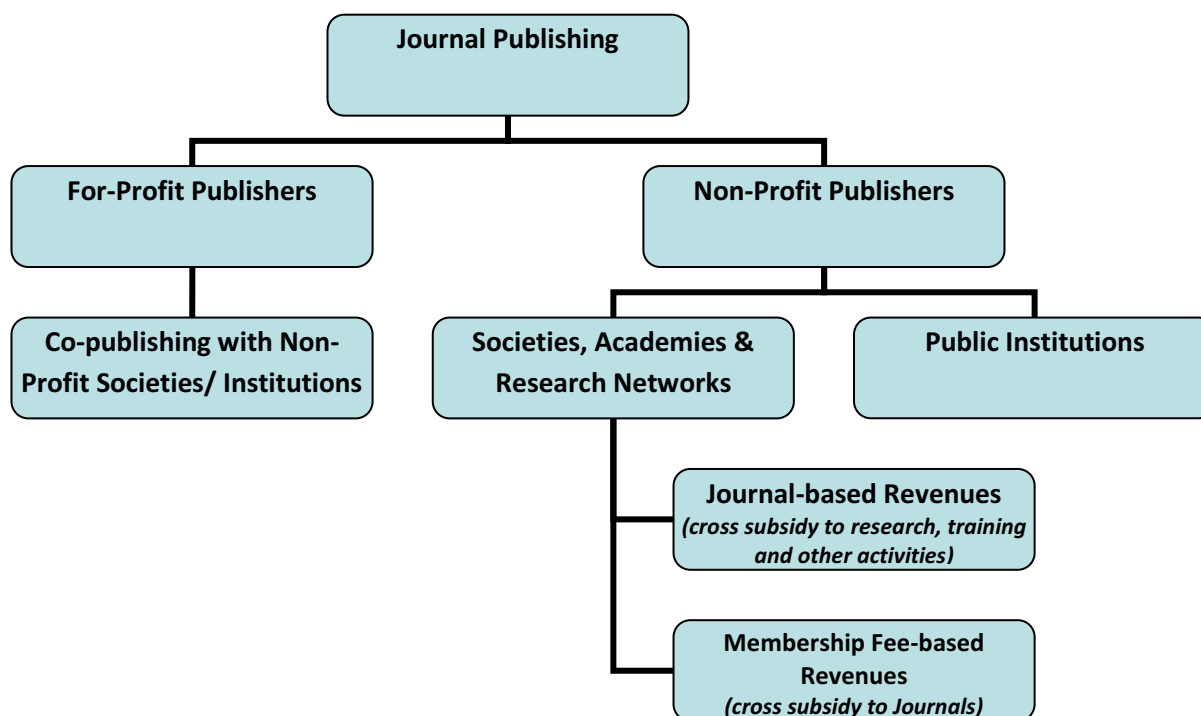 Journal Publishing
For-Profit Publishers
Non-Profit Publishers
Co-publishing with Non-
Profit Societies/ Institutions
Societies, Academies &
Research Networks
Public Institutions
Journal-based Revenues
(cross subsidy to research, training
and other activities)
Membership Fee-based
Revenues
(cross subsidy to Journals)